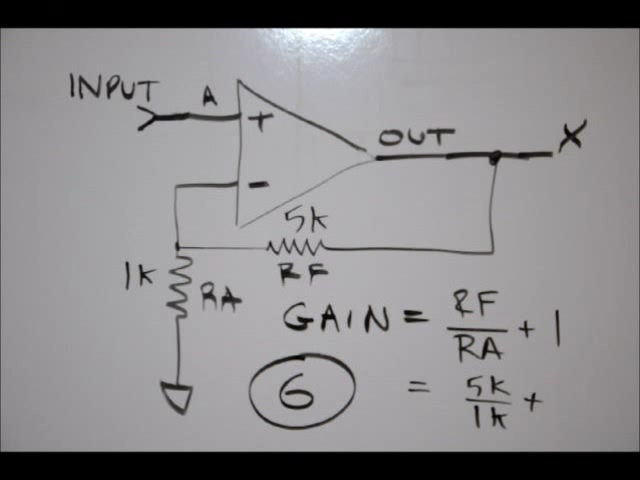 INPUT A
+
OUT X
-
5K
RF
1K RA
GAIN = RF/RA + 1
6 = 5K/1K +